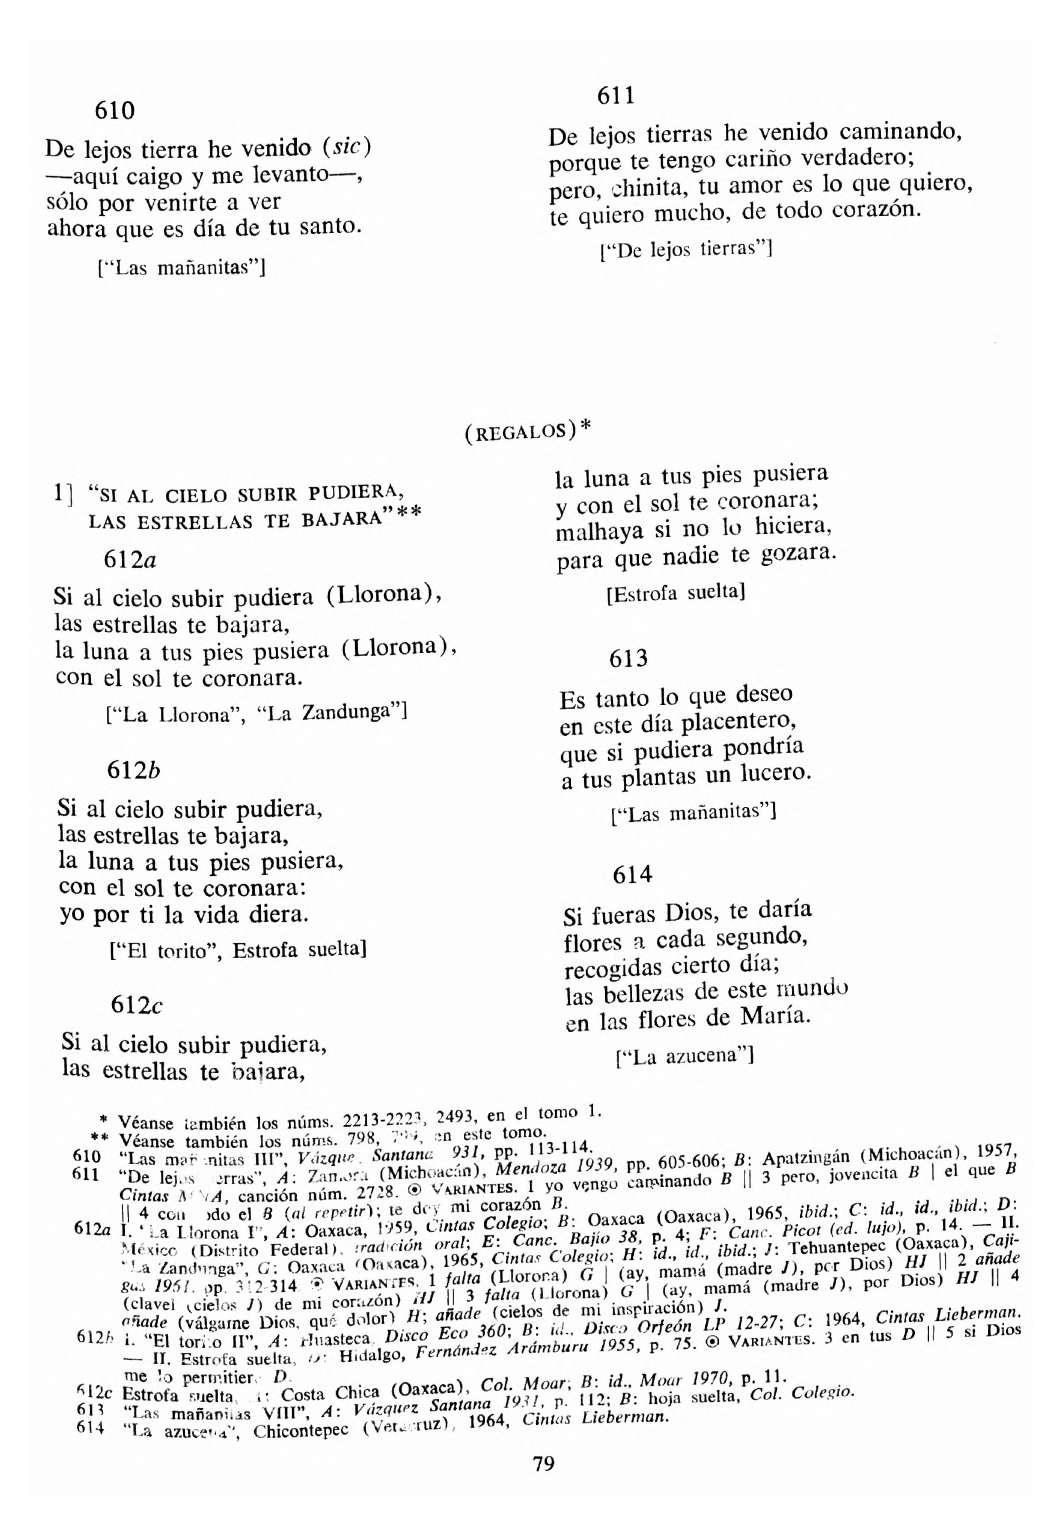 610
De lejos tierra he venido (sic)
—aquí caigo y me levanto—,
sólo por venirte a ver
ahora que es día de tu santo.
[“Las mañanitas”]
611
De lejos tierras he venido caminando,
porque te tengo cariño verdadero;
pero, chinita, tu amor es lo que quiero,
te quiero mucho, de todo corazón.
[“De lejos tierras”]
(REGALOS)*
1] “SI AL CIELO SUBIR PUDIERA,
LAS ESTRELLAS TE BAJARA”**
612a
Si al cielo subir pudiera (Llorona),
las estrellas te bajara,
la luna a tus pies pusiera (Llorona),
con el sol te coronara.
[“La Llorona”, “La Zandunga”]
612b
Si al cielo subir pudiera,
las estrellas te bajara,
la luna a tus pies pusiera,
con el sol te coronara:
yo por ti la vida diera.
[“El torito”, Estrofa suelta]
612c
Si al cielo subir pudiera,
las estrellas te bajara,
la luna a tus pies pusiera
y con el sol te coronara;
malhaya si no lo hiciera,
para que nadie te gozara.
[Estrofa suelta]
613
Es tanto lo que deseo
en este día placentero,
que si pudiera pondría
a tus plantas un lucero.
[“Las mañanitas”]
614
Si fueras Dios, te daría
flores a cada segundo,
recogidas cierto día;
las bellezas de este mundo
en las flores de María.
[“La azucena”]
* Véanse también los núms. 2213-2223, 2493, en el tomo 1.
** Véanse también los núms. 798, en este tomo.
610 “Las mañanitas III”, Vázquez Santana 1931, pp. 113-114.
611 “De lejos tierras”, A: Zamora (Michoacán), Mendoza 1939, pp. 605-606; B: Apatzingán (Michoacán), 1957,
Cintas canción núm. 2728. ⊙ VARIANTES. 1 yo vengo caminando B || 3 pero, jovencita B | el que B
|| 4 con todo el B (al repetir); te doy mi corazón B.
612a I. “La Llorona I”, A: Oaxaca, 1959, Cintas Colegio; B: Oaxaca (Oaxaca), 1965, ibid.; C: id., id., ibid.; D:
México (Distrito Federal), tradición oral; E: Canc. Bajío 38, p. 4; F: Canc. Picot (ed. lujo), p. 14. — II.
“La Zandunga”, G: Oaxaca (Oaxaca), 1965, Cintas Colegio; H: id., id., ibid.; J: Tehuantepec (Oaxaca), Caji-
gas 1961, pp. 312-314 ⊙ VARIANTES. 1 falta (Llorona) G | (ay, mamá (madre J), por Dios) HJ || 2 añade
(clavel (cielos J) de mi corazón) HJ || 3 falta (Llorona) G | (ay, mamá (madre J), por Dios) HJ || 4
añade (válgame Dios, qué dolor) H; añade (cielos de mi inspiración) J.
612b I. “El torito II”, A: Huasteca, Disco Eco 360; B: id., Disco Orfeón LP 12-27; C: 1964, Cintas Lieberman.
— II. Estrofa suelta, D: Hidalgo, Fernández Arámburu 1955, p. 75. ⊙ VARIANTES. 3 en tus D || 5 si Dios
me lo permitiera D.
612c Estrofa suelta, A: Costa Chica (Oaxaca), Col. Moar; B: id., Moar 1970, p. 11.
613 “Las mañanitas VIII”, A: Vázquez Santana 1931, p. 112; B: hoja suelta, Col. Colegio.
614 “La azucena”, Chicontepec (Veracruz), 1964, Cintas Lieberman.
79